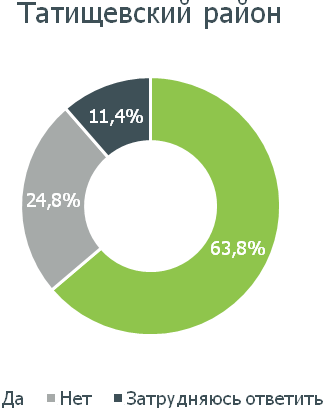 Татищевский район
11,4%
24,8%
63,8%
Да Нет Затрудняюсь ответить